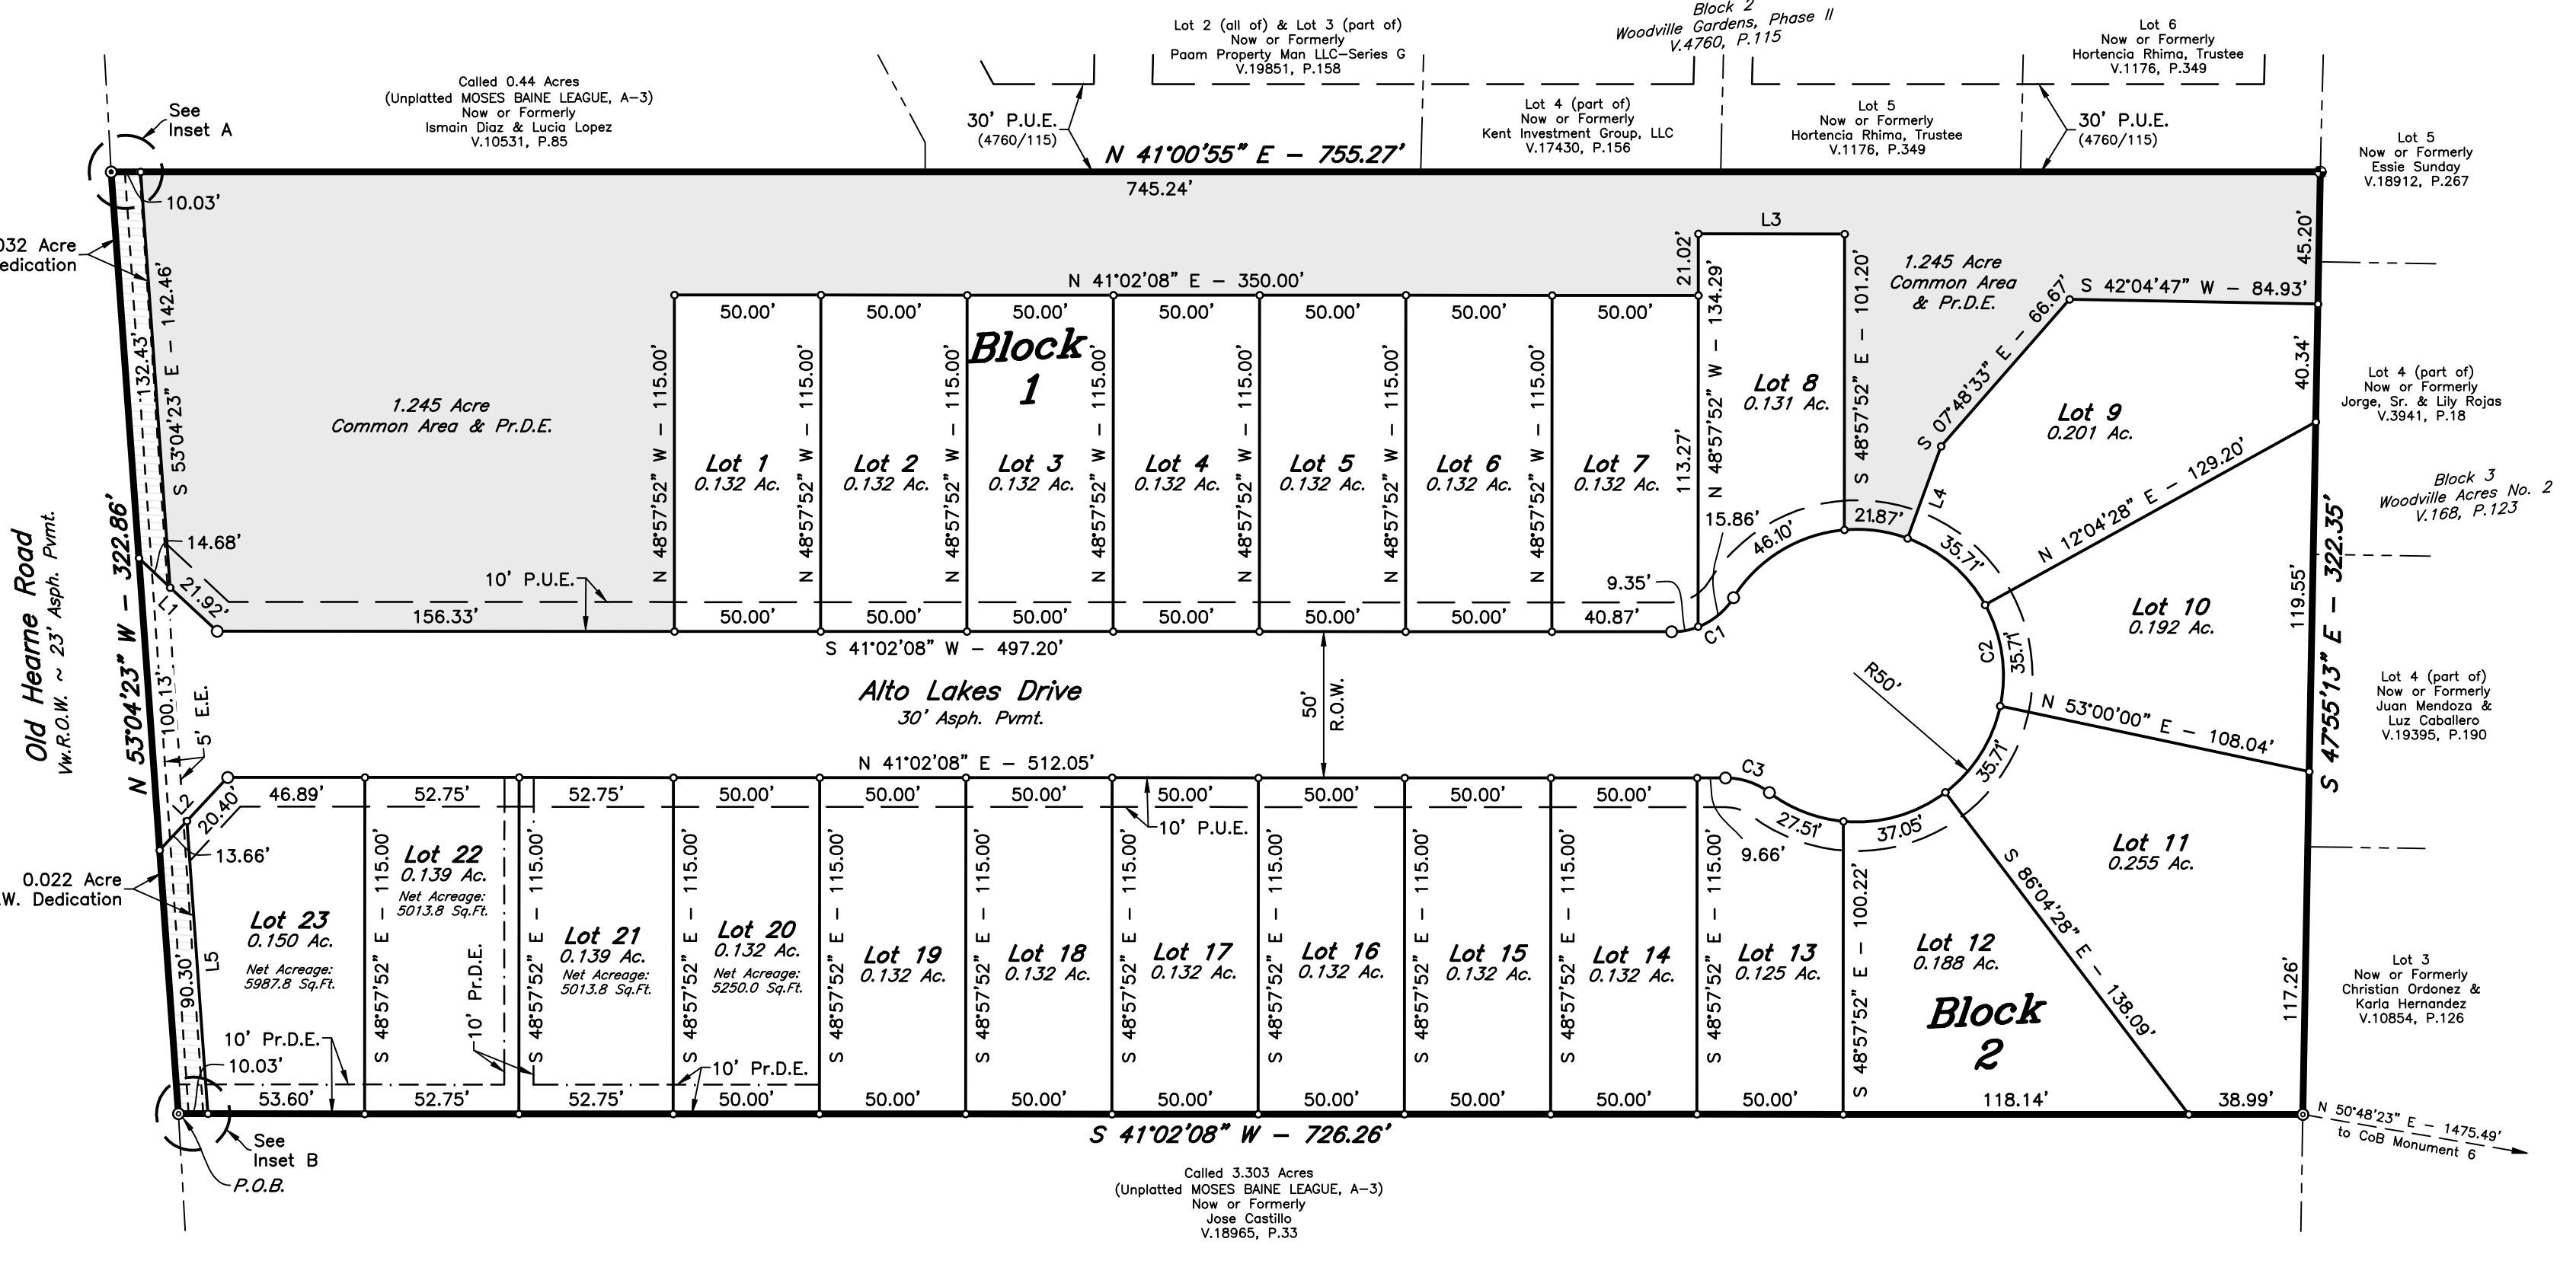 Block 2
Woodville Gardens, Phase II
V.4760, P.115
Lot 2 (all of) & Lot 3 (part of)
Now or Formerly
Paam Property Man LLC-Series G
V.19851, P.158
Lot 6
Now or Formerly
Hortencia Rhima, Trustee
V.1176, P.349
Called 0.44 Acres
(Unplatted MOSES BAINE LEAGUE, A-3)
Now or Formerly
Ismain Diaz & Lucia Lopez
V.10531, P.85
See
Inset A
30' P.U.E.
(4760/115)
Lot 4 (part of)
Now or Formerly
Kent Investment Group, LLC
V.17430, P.156
Lot 5
Now or Formerly
Hortencia Rhima, Trustee
V.1176, P.349
30' P.U.E.
(4760/115)
Lot 5
Now or Formerly
Essie Sunday
V.18912, P.267
N 41°00'55" E - 755.27'
745.24'
10.03'
032 Acre
edication
132.43'
S 53°04'23" E - 142.46'
1.245 Acre
Common Area & Pr.D.E.
N 41°02'08" E - 350.00'
50.00'
50.00'
50.00'
50.00'
50.00'
50.00'
50.00'
Block
1
N 48°57'52" W - 115.00'
N 48°57'52" W - 115.00'
N 48°57'52" W - 115.00'
N 48°57'52" W - 115.00'
N 48°57'52" W - 115.00'
N 48°57'52" W - 115.00'
N 48°57'52" W - 115.00'
Lot 1
0.132 Ac.
Lot 2
0.132 Ac.
Lot 3
0.132 Ac.
Lot 4
0.132 Ac.
Lot 5
0.132 Ac.
Lot 6
0.132 Ac.
Lot 7
0.132 Ac.
21.02'
113.27'
N 48°57'52" W - 134.29'
L3
Lot 8
0.131 Ac.
S 48°57'52" E - 101.20'
1.245 Acre
Common Area
& Pr.D.E.
S 07°48'33" E - 66.67'
S 42°04'47" W - 84.93'
45.20'
40.34'
Lot 9
0.201 Ac.
L4
N 12°04'28" E - 129.20'
Lot 4 (part of)
Now or Formerly
Jorge, Sr. & Lily Rojas
V.3941, P.18
Block 3
Woodville Acres No. 2
V.168, P.123
15.86'
46.10'
21.87'
35.71'
9.35'
C1
C2
35.71'
R50'
Lot 10
0.192 Ac.
119.55'
S 47°55'13" E - 322.35'
N 53°00'00" E - 108.04'
35.71'
Lot 4 (part of)
Now or Formerly
Juan Mendoza &
Luz Caballero
V.19395, P.190
Old Hearne Road
Vw.R.O.W. ~ 23' Asph. Pvmt.
N 53°04'23" W - 322.86'
14.68'
L1
21.92'
10' P.U.E.
156.33'
50.00'
50.00'
50.00'
50.00'
50.00'
50.00'
40.87'
S 41°02'08" W - 497.20'
Alto Lakes Drive
30' Asph. Pvmt.
50'
R.O.W.
100.13'
5' E.E.
N 41°02'08" E - 512.05'
L2
20.40'
13.66'
46.89'
52.75'
52.75'
50.00'
50.00'
50.00'
50.00'
50.00'
50.00'
50.00'
10' P.U.E.
C3
9.66'
27.51'
37.05'
0.022 Acre
.W. Dedication
90.30'
L5
Lot 23
0.150 Ac.
Net Acreage:
5987.8 Sq.Ft.
S 48°57'52" E - 115.00'
Lot 22
0.139 Ac.
Net Acreage:
5013.8 Sq.Ft.
10' Pr.D.E.
S 48°57'52" E - 115.00'
Lot 21
0.139 Ac.
Net Acreage:
5013.8 Sq.Ft.
S 48°57'52" E - 115.00'
Lot 20
0.132 Ac.
Net Acreage:
5250.0 Sq.Ft.
S 48°57'52" E - 115.00'
Lot 19
0.132 Ac.
S 48°57'52" E - 115.00'
Lot 18
0.132 Ac.
S 48°57'52" E - 115.00'
Lot 17
0.132 Ac.
S 48°57'52" E - 115.00'
Lot 16
0.132 Ac.
S 48°57'52" E - 115.00'
Lot 15
0.132 Ac.
S 48°57'52" E - 115.00'
Lot 14
0.132 Ac.
S 48°57'52" E - 115.00'
Lot 13
0.125 Ac.
S 48°57'52" E - 100.22'
Lot 12
0.188 Ac.
Block
2
S 86°04'28" E - 138.09'
Lot 11
0.255 Ac.
117.26'
Lot 3
Now or Formerly
Christian Ordonez &
Karla Hernandez
V.10854, P.126
10' Pr.D.E.
10.03'
10' Pr.D.E.
53.60'
52.75'
52.75'
50.00'
50.00'
50.00'
50.00'
50.00'
50.00'
50.00'
50.00'
118.14'
38.99'
S 41°02'08" W - 726.26'
N 50°48'23" E - 1475.49'
to CoB Monument 6
See
Inset B
P.O.B.
Called 3.303 Acres
(Unplatted MOSES BAINE LEAGUE, A-3)
Now or Formerly
Jose Castillo
V.18965, P.33